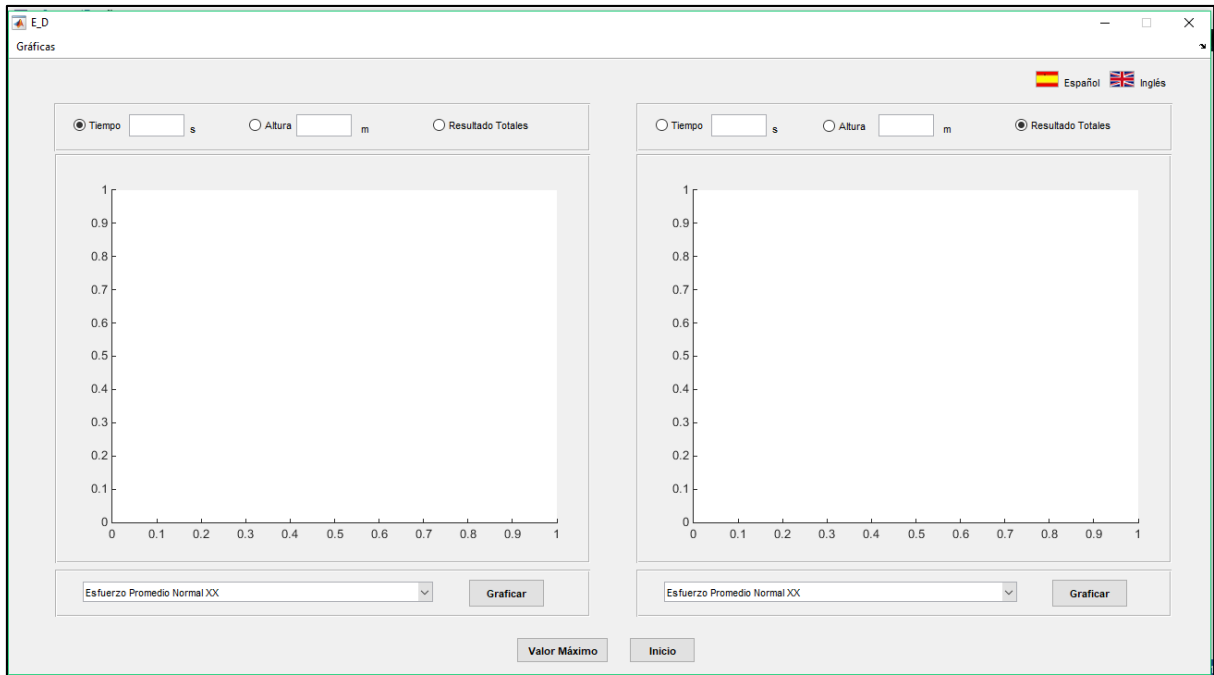 E_D
Gráficas
Español Inglés
Tiempo s Altura m Resultado Totales
Tiempo s Altura m Resultado Totales
1
0.9
0.8
0.7
0.6
0.5
0.4
0.3
0.2
0.1
0
0 0.1 0.2 0.3 0.4 0.5 0.6 0.7 0.8 0.9 1
1
0.9
0.8
0.7
0.6
0.5
0.4
0.3
0.2
0.1
0
0 0.1 0.2 0.3 0.4 0.5 0.6 0.7 0.8 0.9 1
Esfuerzo Promedio Normal XX Graficar
Esfuerzo Promedio Normal XX Graficar
Valor Máximo Inicio